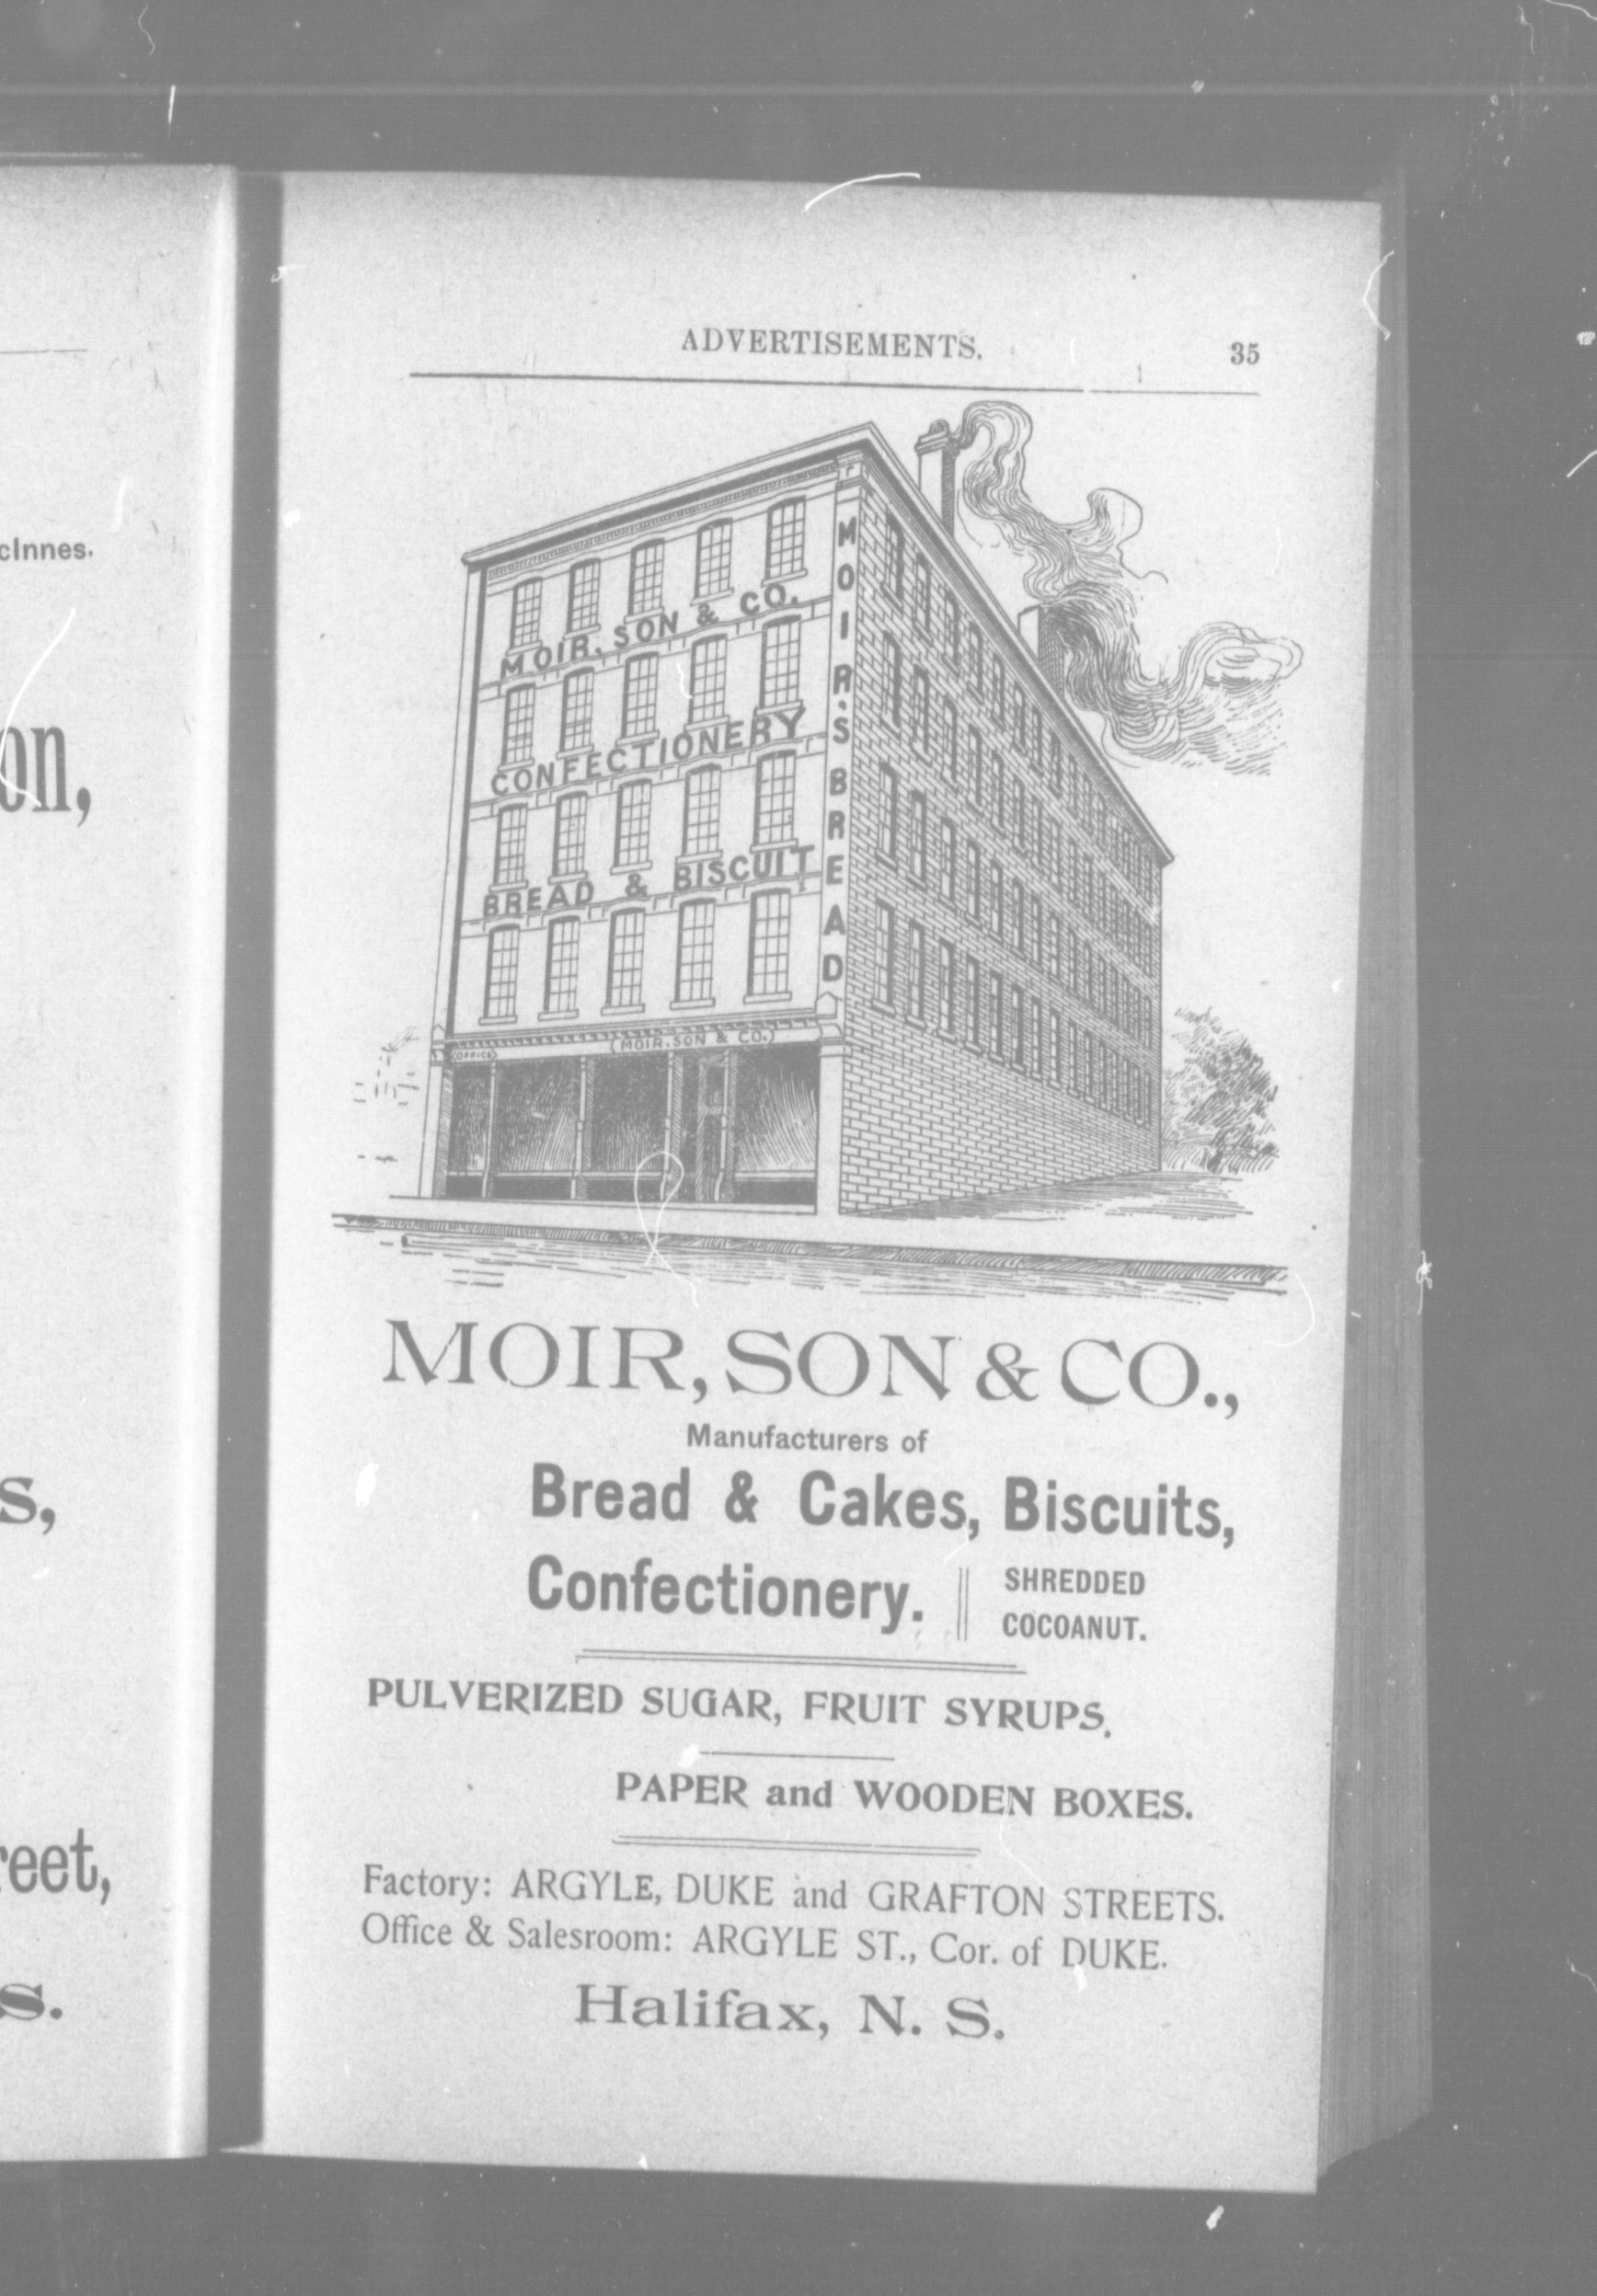 cInnes.
on,
s,
reet,
s.
ADVERTISEMENTS. 35
MOIR, SON & CO.
CONFECTIONERY
BREAD & BISCUIT
MOIR'S BREAD
OFFICE
MOIR, SON & CO.
MOIR, SON & CO.,
Manufacturers of
Bread & Cakes, Biscuits,
Confectionery. SHREDDED
COCOANUT.
PULVERIZED SUGAR, FRUIT SYRUPS.
PAPER and WOODEN BOXES.
Factory: ARGYLE, DUKE and GRAFTON STREETS.
Office & Salesroom: ARGYLE ST., Cor. of DUKE.
Halifax, N. S.